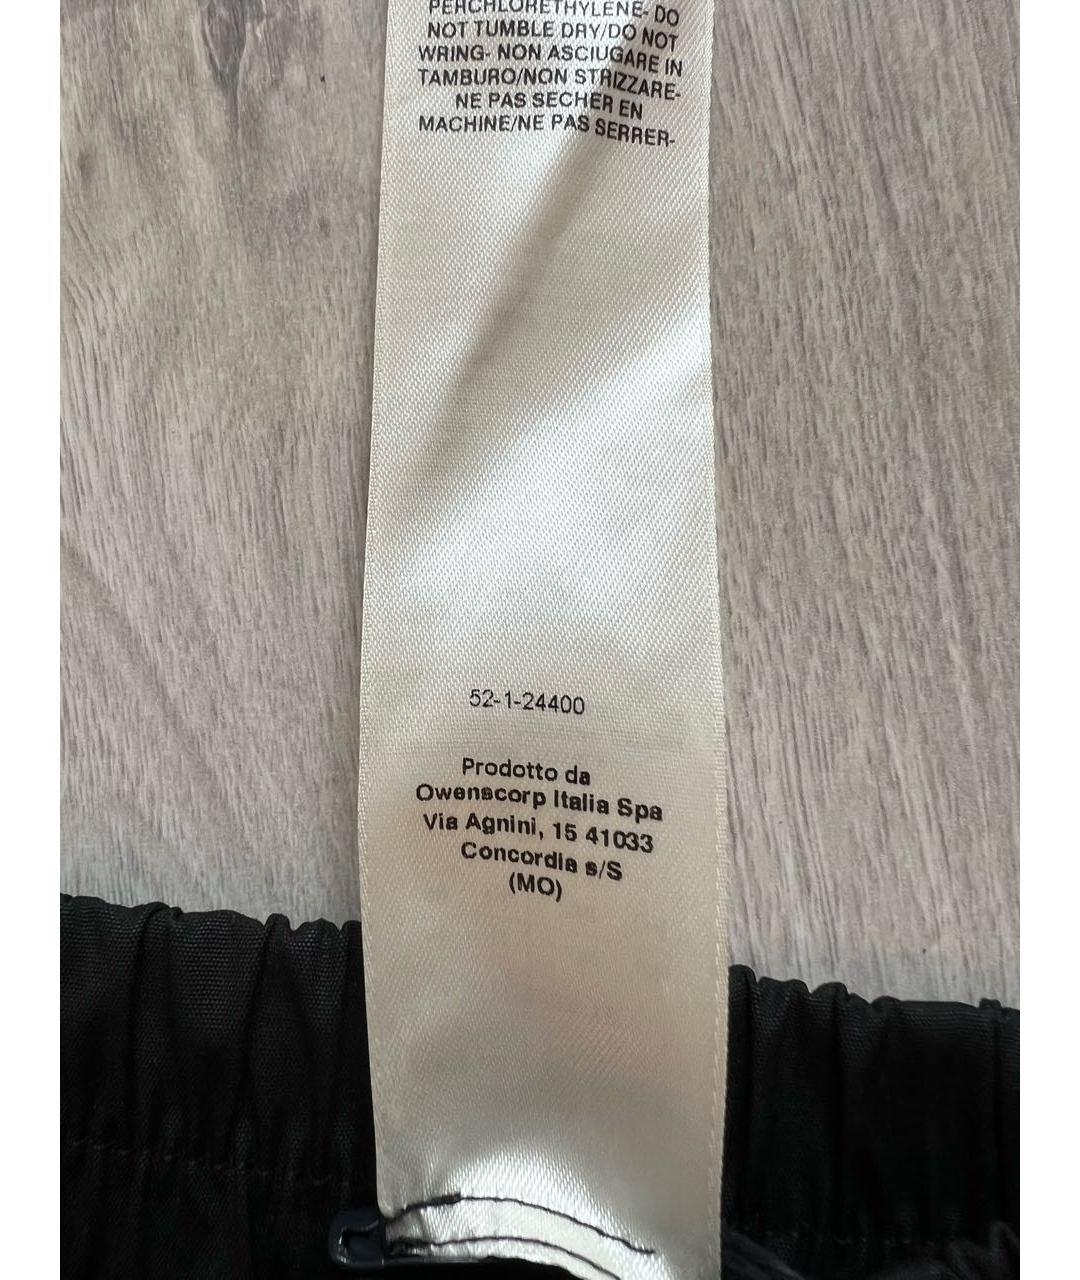 PERCHLORETHYLENE- DO
NOT TUMBLE DRY/DO NOT
WRING- NON ASCIUGARE IN
TAMBURO/NON STRIZZARE-
NE PAS SECHER EN
MACHINE/NE PAS SERRER-
52-1-24400
Prodotto da
Owenscorp Italia Spa
Via Agnini, 15 41033
Concordia s/S
(MO)